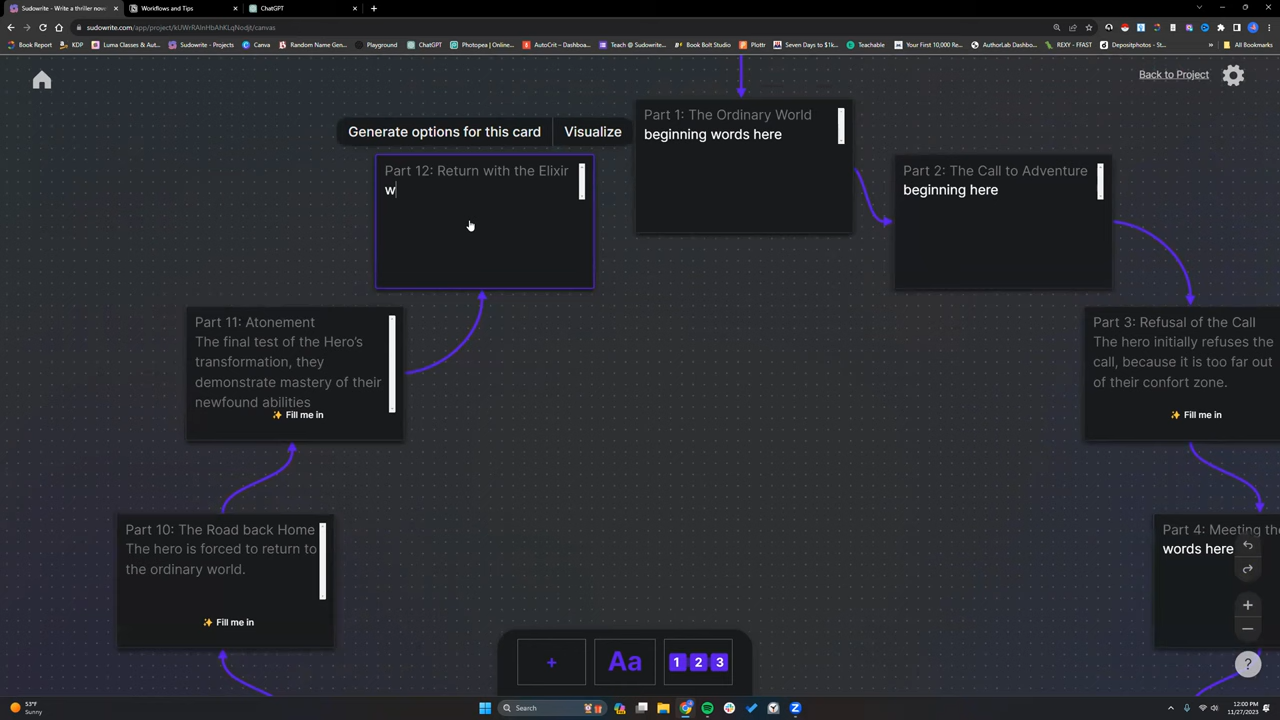 Sudowrite - Write a thriller nov
Workflows and Tips
ChatGPT
sudowrite.com/app/project/kUWrRAlnHbAhKLqNodjt/canvas
Book Report
KDP
Luma Classes & Aut...
Sudowrite - Projects
Canva
Random Name Gen...
Playground
ChatGPT
Photopea | Online...
AutoCrit – Dashboa...
Teach @ Sudowrite...
Book Bolt Studio
Plottr
Seven Days to $1k...
Teachable
Your First 10,000 Re...
AuthorLab Dashboa...
REXY - FFAST
Depositphotos - St...
All Bookmarks
Back to Project
Generate options for this card
Visualize
Part 1: The Ordinary World
beginning words here
Part 12: Return with the Elixir
w
Part 2: The Call to Adventure
beginning here
Part 11: Atonement
The final test of the Hero's
transformation, they
demonstrate mastery of their
newfound abilities
Fill me in
Part 3: Refusal of the Call
The hero initially refuses the
call, because it is too far out
of their confort zone.
Fill me in
Part 10: The Road back Home
The hero is forced to return to
the ordinary world.
Fill me in
Part 4: Meeting the
words here
+
Aa
1 2 3
?
53°F
Sunny
Search
12:00 PM
11/27/2023